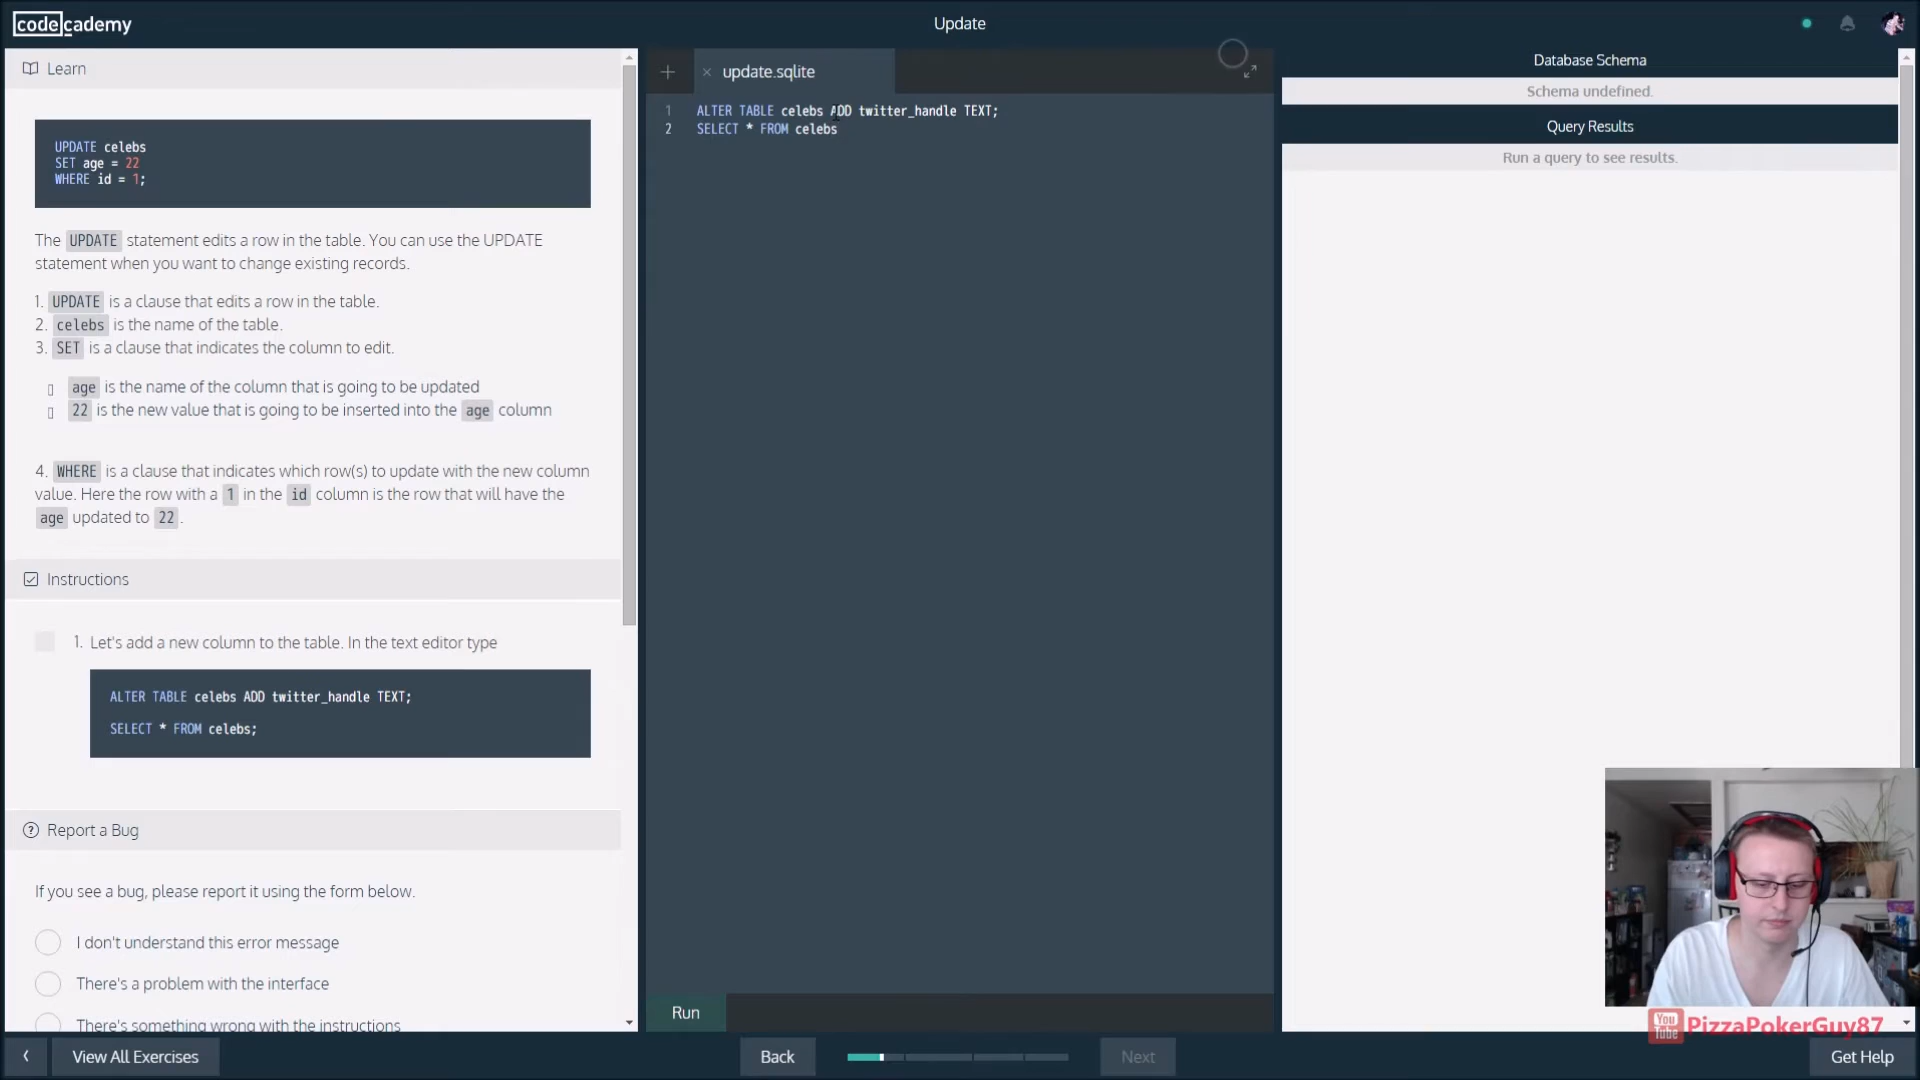 codecademy
Update
Learn
UPDATE celebs
SET age = 22
WHERE id = 1;
The UPDATE statement edits a row in the table. You can use the UPDATE
statement when you want to change existing records.
1. UPDATE is a clause that edits a row in the table.
2. celebs is the name of the table.
3. SET is a clause that indicates the column to edit.
age is the name of the column that is going to be updated
22 is the new value that is going to be inserted into the age column
4. WHERE is a clause that indicates which row(s) to update with the new column
value. Here the row with a 1 in the id column is the row that will have the
age updated to 22.
Instructions
1. Let's add a new column to the table. In the text editor type
ALTER TABLE celebs ADD twitter_handle TEXT;
SELECT * FROM celebs;
? Report a Bug
If you see a bug, please report it using the form below.
I don't understand this error message
There's a problem with the interface
There's something wrong with the instructions
+ × update.sqlite
1 ALTER TABLE celebs ADD twitter_handle TEXT;
2 SELECT * FROM celebs
Run
Database Schema
Schema undefined.
Query Results
Run a query to see results.
You Tube PizzaPokerGuy87
View All Exercises
Back
Next
Get Help